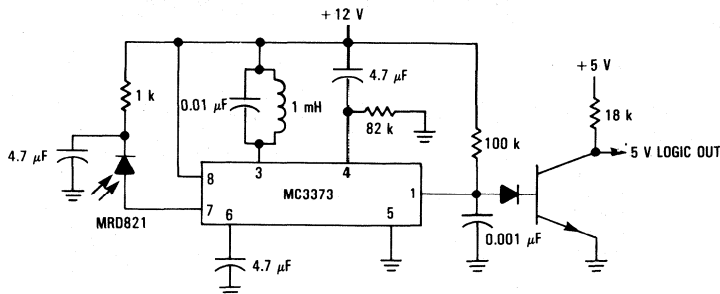 + 12 V
+ 5 V
1 k
0.01 µF
1 mH
4.7 µF
82 k
100 k
18 k
5 V LOGIC OUT
4.7 µF
8
3
4
MC3373
1
7
6
5
MRD821
0.001 µF
4.7 µF